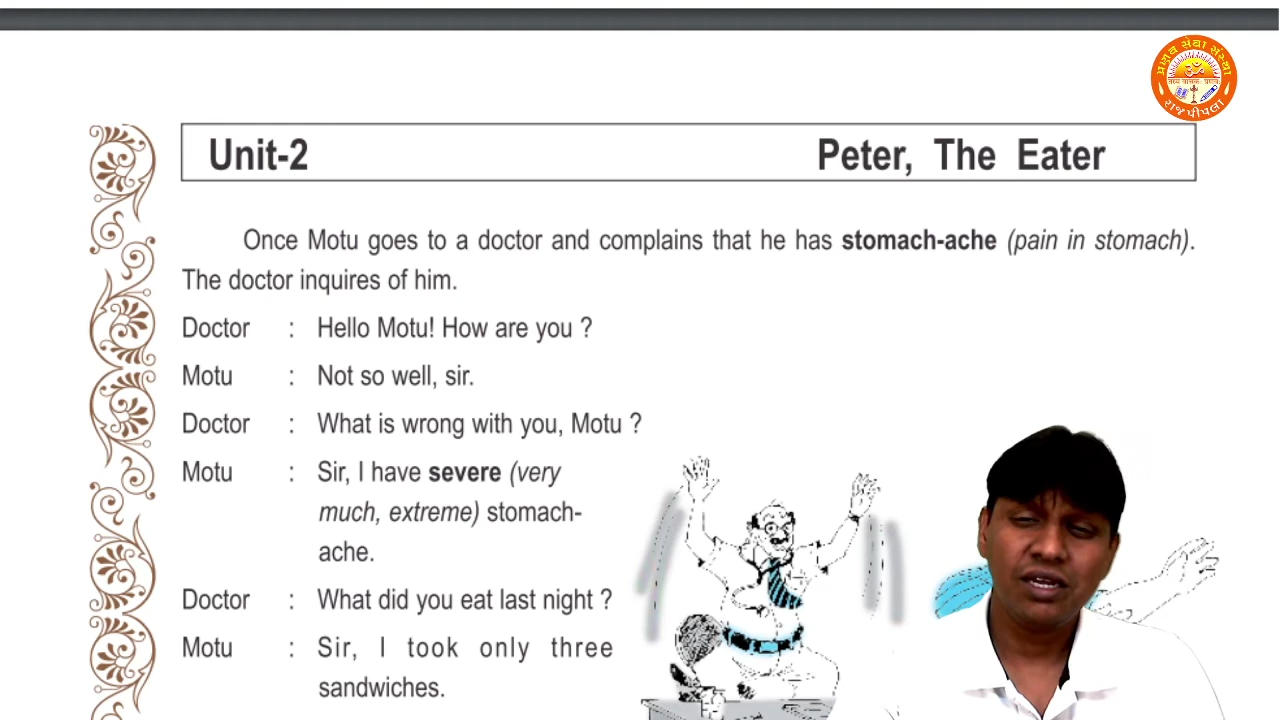 પ્રણવ સેવા સંસ્થા
રાજપીપલા
Unit-2 Peter, The Eater
Once Motu goes to a doctor and complains that he has stomach-ache (pain in stomach).
The doctor inquires of him.
Doctor : Hello Motu! How are you ?
Motu : Not so well, sir.
Doctor : What is wrong with you, Motu ?
Motu : Sir, I have severe (very
much, extreme) stomach-
ache.
Doctor : What did you eat last night ?
Motu : Sir, I took only three
sandwiches.